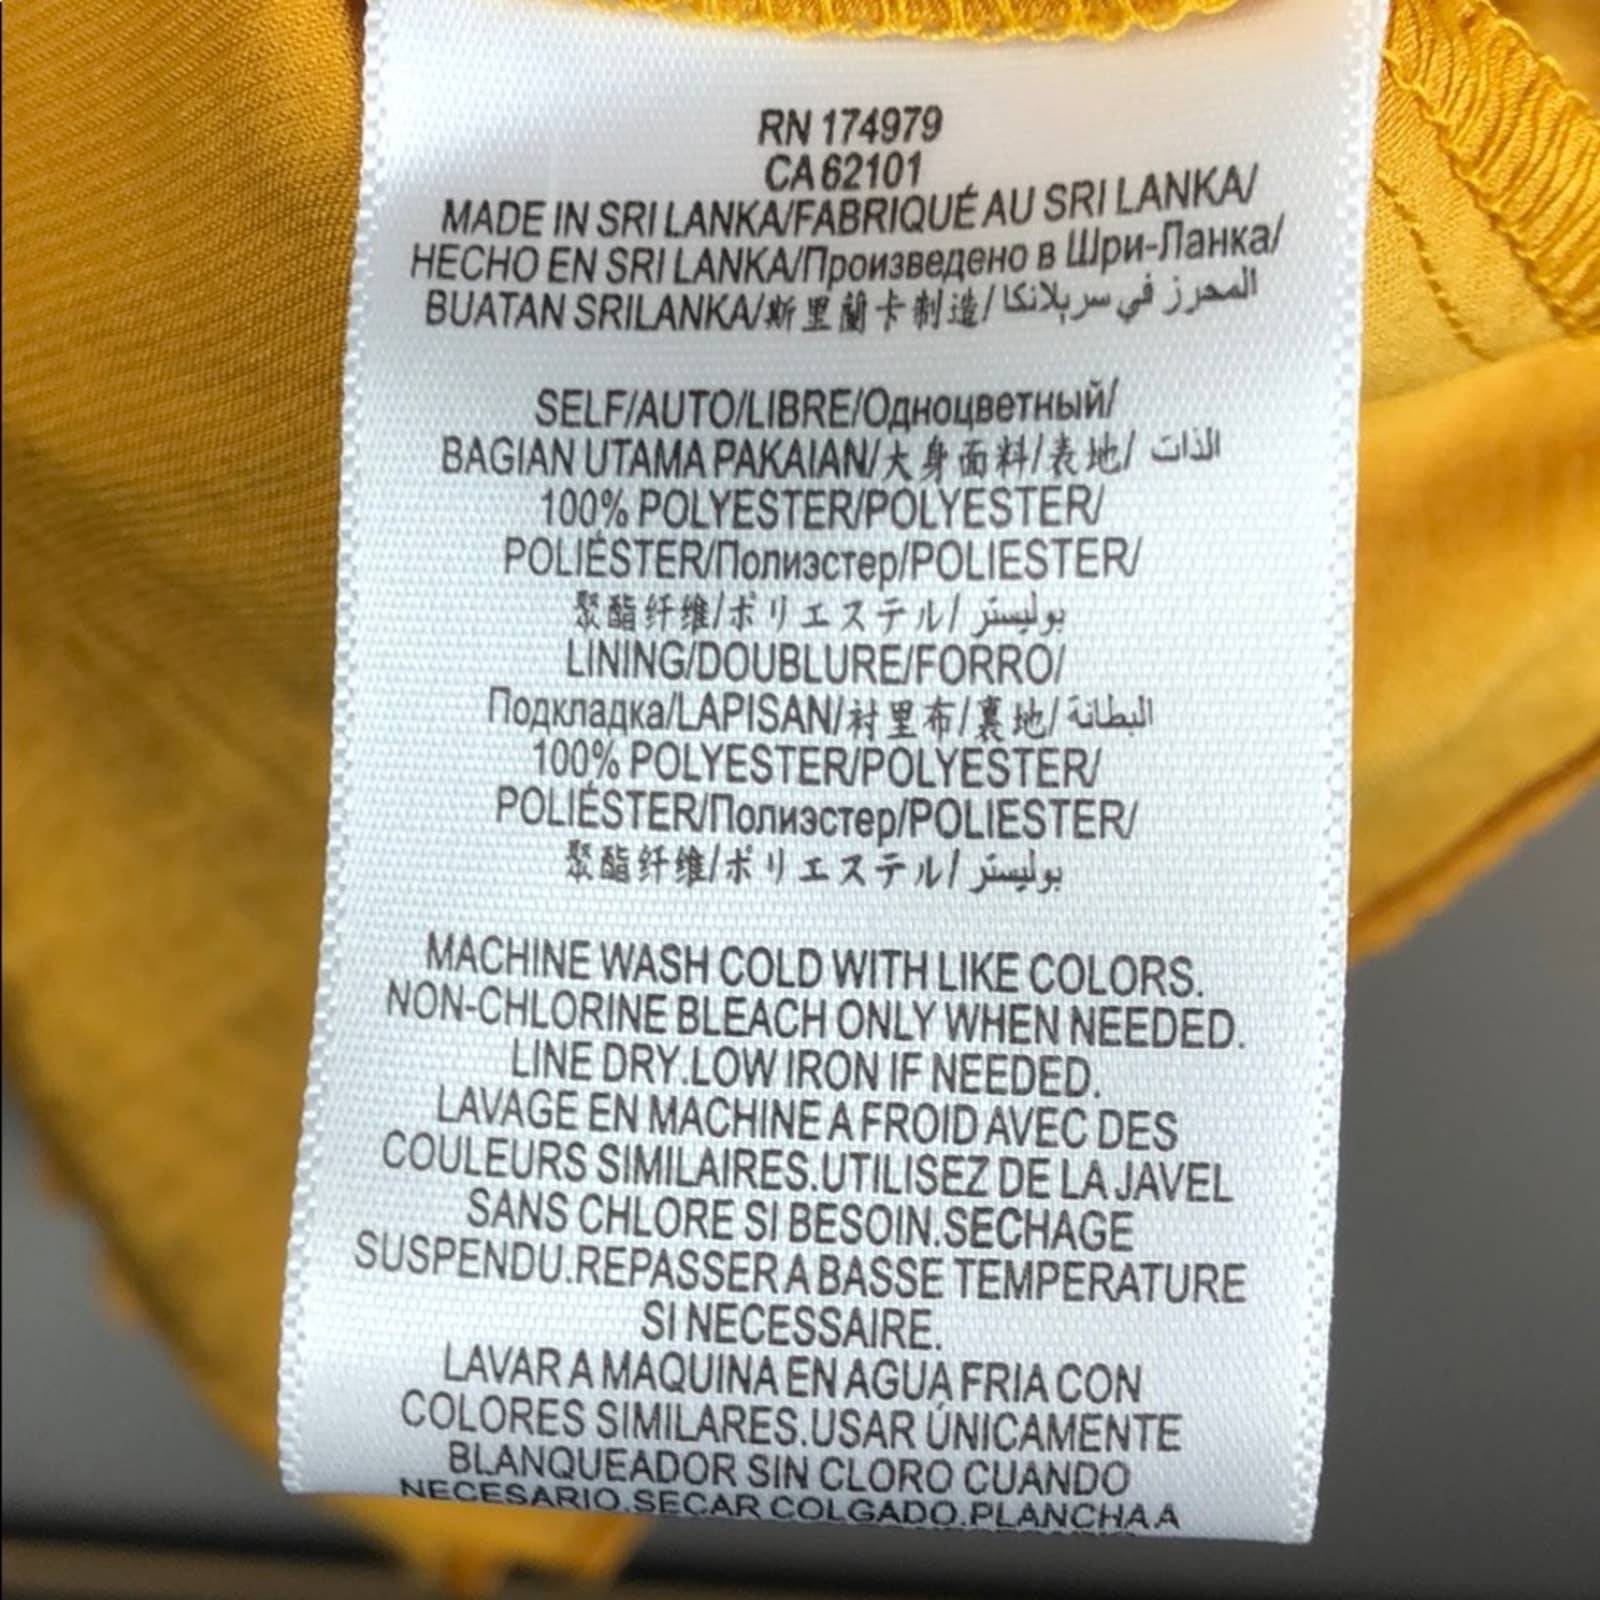 RN 174979
CA 62101
MADE IN SRI LANKA/FABRIQUÉ AU SRI LANKA/
HECHO EN SRI LANKA/Произведено в Шри-Ланка/
BUATAN SRILANKA/斯里蘭卡制造/المحرز في سريلانكا
SELF/AUTO/LIBRE/Одноцветный/
BAGIAN UTAMA PAKAIAN/大身面料/表地/ الذات
100% POLYESTER/POLYESTER/
POLIÉSTER/Полиэстер/POLIESTER/
聚酯纤维/ポリエステル/ بوليستر
LINING/DOUBLURE/FORRO/
Подкладка/LAPISAN/衬里布/裏地/ البطانة
100% POLYESTER/POLYESTER/
POLIÉSTER/Полиэстер/POLIESTER/
聚酯纤维/ポリエステル/ بوليستر
MACHINE WASH COLD WITH LIKE COLORS.
NON-CHLORINE BLEACH ONLY WHEN NEEDED.
LINE DRY.LOW IRON IF NEEDED.
LAVAGE EN MACHINE A FROID AVEC DES
COULEURS SIMILAIRES.UTILISEZ DE LA JAVEL
SANS CHLORE SI BESOIN.SECHAGE
SUSPENDU.REPASSER A BASSE TEMPERATURE
SI NECESSAIRE.
LAVAR A MAQUINA EN AGUA FRIA CON
COLORES SIMILARES.USAR ÚNICAMENTE
BLANQUEADOR SIN CLORO CUANDO
NECESARIO.SECAR COLGADO.PLANCHA A